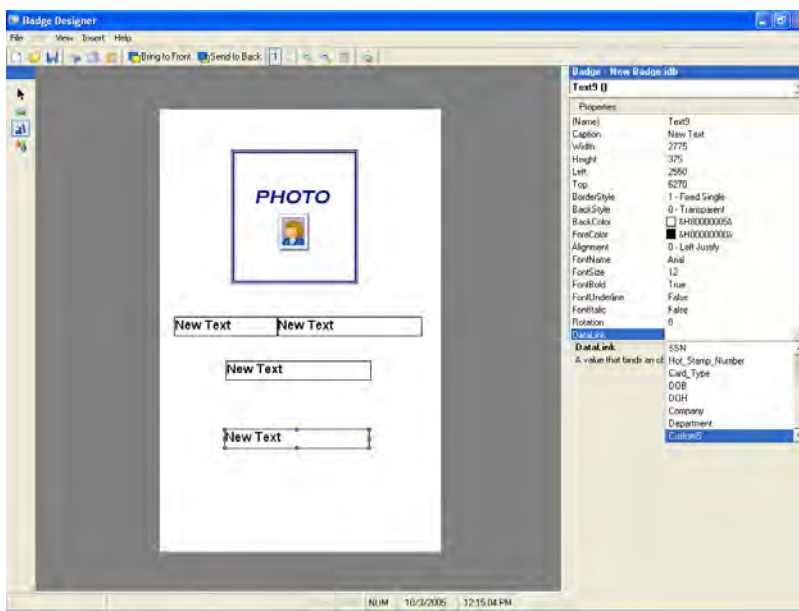 Badge Designer
File View Insert Help
Bring to Front Send to Back 1
Badge - New Badge.idb
Text9 ()
Properties
(Name) Text9
Caption New Text
Width 2775
Height 375
Left 2550
Top 6270
BorderStyle 1 - Fixed Single
BackStyle 0 - Transparent
BackColor &H80000005&
ForeColor &H00000000&
Alignment 0 - Left Justify
FontName Arial
FontSize 12
FontBold True
FontUnderline False
FontItalic False
Rotation 0
DataLink
DataLink
A value that binds an ob
SSN
Hot_Stamp_Number
Card_Type
DOB
DOH
Company
Department
Custom5
PHOTO
New Text New Text
New Text
New Text
NUM 10/3/2005 12:15:04 PM